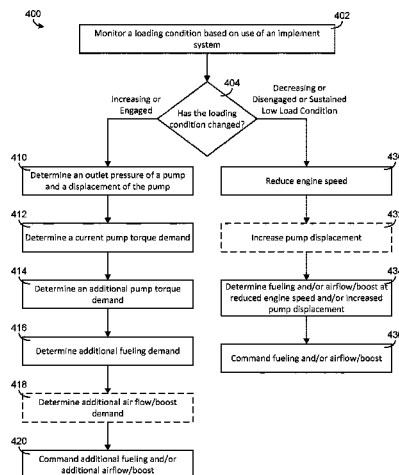 400
402
Monitor a loading condition based on use of an implement
system
404
Increasing or
Engaged
Has the loading
condition changed?
Decreasing or
Disengaged or Sustained
Low Load Condition
410
Determine an outlet pressure of a pump
and a displacement of the pump
412
Determine a current pump torque demand
414
Determine an additional pump torque
demand
416
Determine additional fueling demand
418
Determine additional air flow/boost
demand
420
Command additional fueling and/or
additional airflow/boost
Reduce engine speed
Increase pump displacement
Determine fueling and/or airflow/boost at
reduced engine speed and/or increased
pump displacement
Command fueling and/or airflow/boost